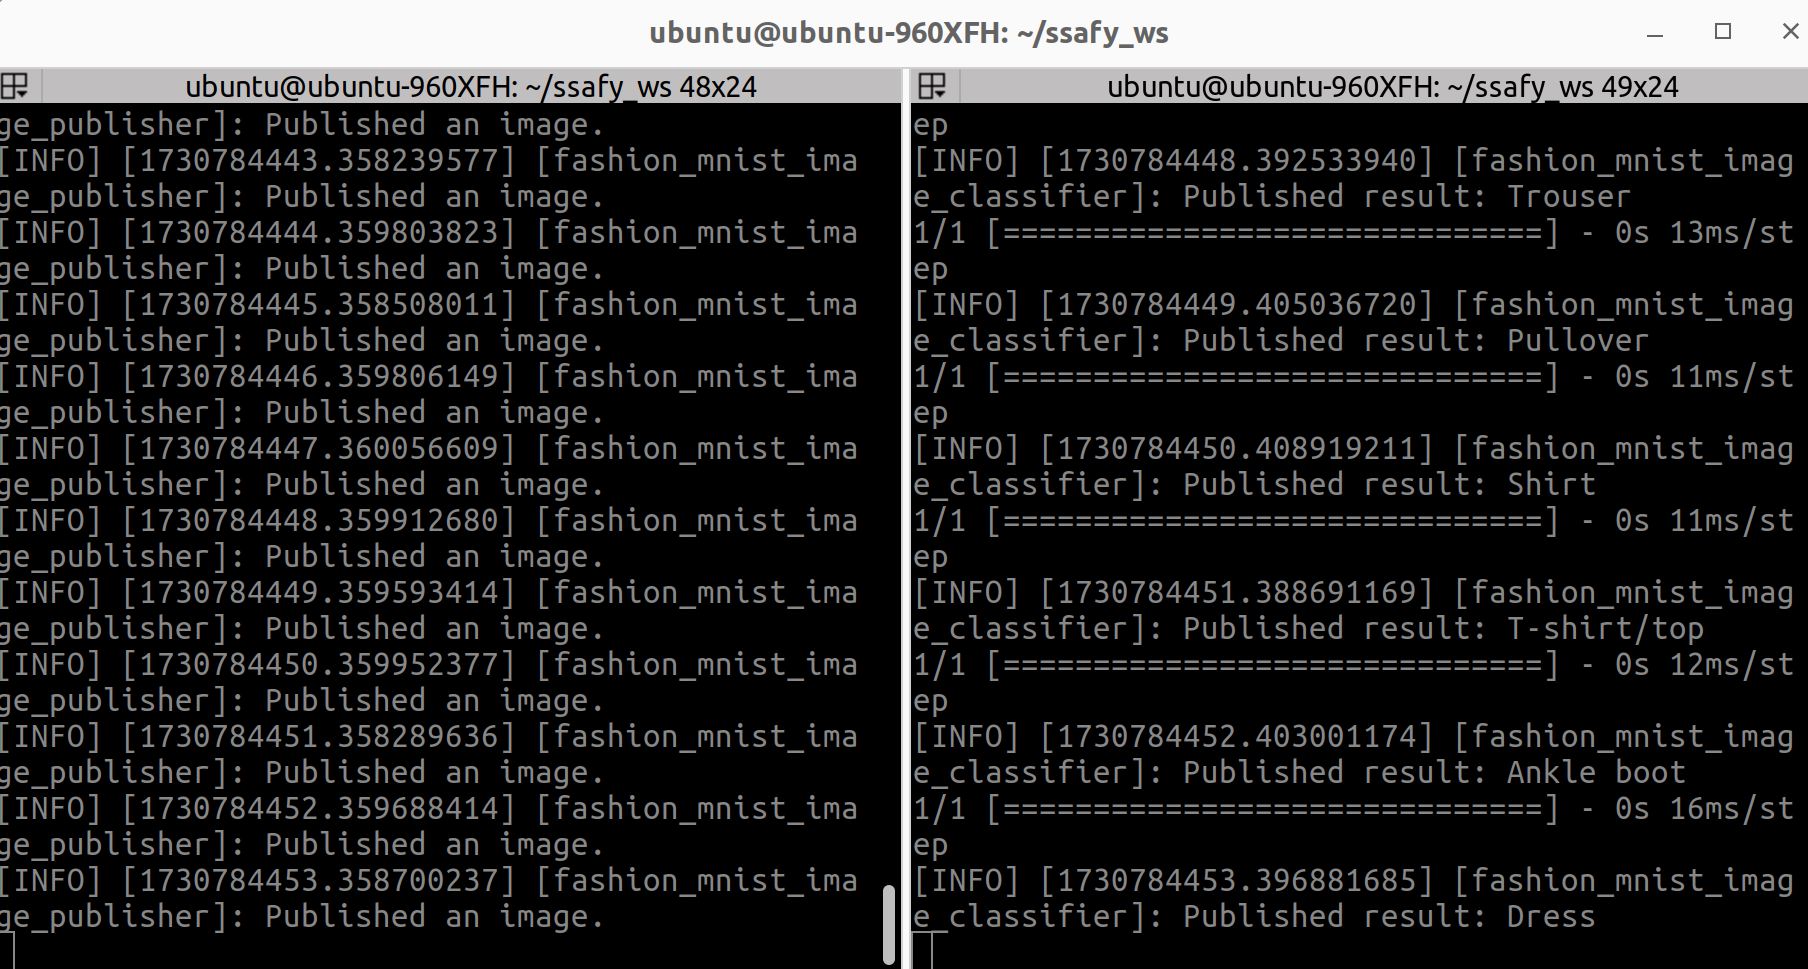 ubuntu@ubuntu-960XFH: ~/ssafy_ws
ubuntu@ubuntu-960XFH: ~/ssafy_ws 48x24
ge_publisher]: Published an image.
[INFO] [1730784443.358239577] [fashion_mnist_ima
ge_publisher]: Published an image.
[INFO] [1730784444.359803823] [fashion_mnist_ima
ge_publisher]: Published an image.
[INFO] [1730784445.358508011] [fashion_mnist_ima
ge_publisher]: Published an image.
[INFO] [1730784446.359806149] [fashion_mnist_ima
ge_publisher]: Published an image.
[INFO] [1730784447.360056609] [fashion_mnist_ima
ge_publisher]: Published an image.
[INFO] [1730784448.359912680] [fashion_mnist_ima
ge_publisher]: Published an image.
[INFO] [1730784449.359593414] [fashion_mnist_ima
ge_publisher]: Published an image.
[INFO] [1730784450.359952377] [fashion_mnist_ima
ge_publisher]: Published an image.
[INFO] [1730784451.358289636] [fashion_mnist_ima
ge_publisher]: Published an image.
[INFO] [1730784452.359688414] [fashion_mnist_ima
ge_publisher]: Published an image.
[INFO] [1730784453.358700237] [fashion_mnist_ima
ge_publisher]: Published an image.
ubuntu@ubuntu-960XFH: ~/ssafy_ws 49x24
ep
[INFO] [1730784448.392533940] [fashion_mnist_imag
e_classifier]: Published result: Trouser
1/1 [==============================] - 0s 13ms/st
ep
[INFO] [1730784449.405036720] [fashion_mnist_imag
e_classifier]: Published result: Pullover
1/1 [==============================] - 0s 11ms/st
ep
[INFO] [1730784450.408919211] [fashion_mnist_imag
e_classifier]: Published result: Shirt
1/1 [==============================] - 0s 11ms/st
ep
[INFO] [1730784451.388691169] [fashion_mnist_imag
e_classifier]: Published result: T-shirt/top
1/1 [==============================] - 0s 12ms/st
ep
[INFO] [1730784452.403001174] [fashion_mnist_imag
e_classifier]: Published result: Ankle boot
1/1 [==============================] - 0s 16ms/st
ep
[INFO] [1730784453.396881685] [fashion_mnist_imag
e_classifier]: Published result: Dress